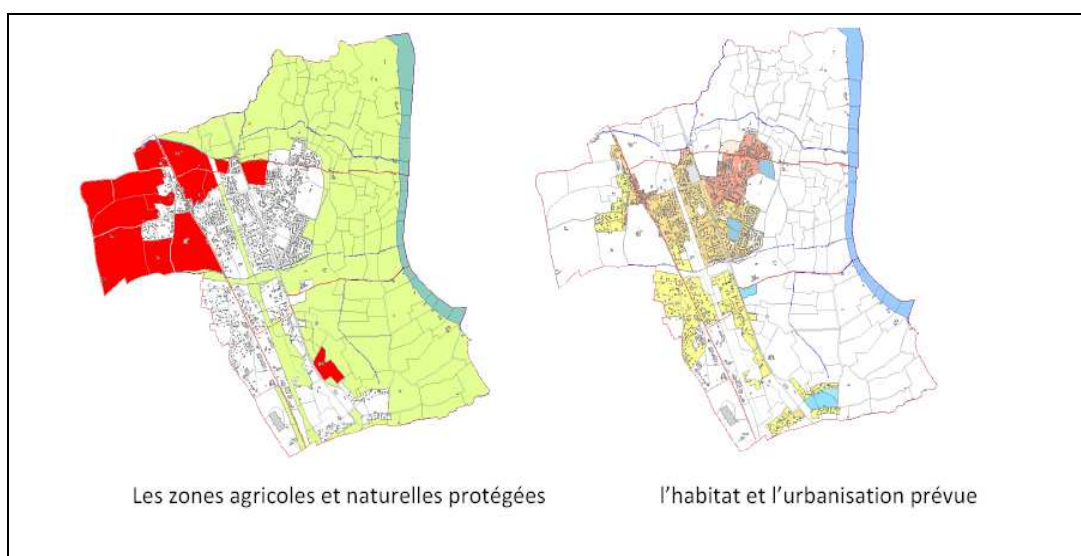 Les zones agricoles et naturelles protégées
l'habitat et l'urbanisation prévue